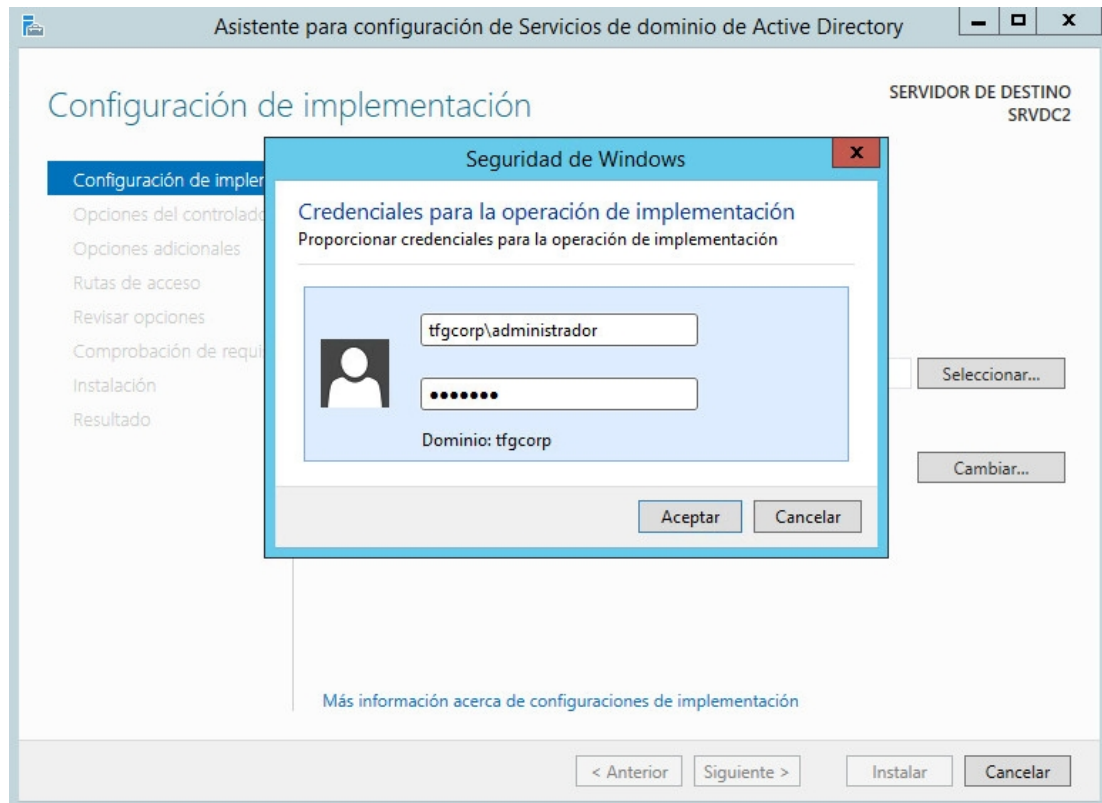 Asistente para configuración de Servicios de dominio de Active Directory
Configuración de implementación
SERVIDOR DE DESTINO
SRVDC2
Configuración de imple
Opciones del controlad
Opciones adicionales
Rutas de acceso
Revisar opciones
Comprobación de requi
Instalación
Resultado
Seguridad de Windows
Credenciales para la operación de implementación
Proporcionar credenciales para la operación de implementación
tfgcorp\administrador
•••••••
Dominio: tfgcorp
Aceptar
Cancelar
Seleccionar...
Cambiar...
Más información acerca de configuraciones de implementación
< Anterior
Siguiente >
Instalar
Cancelar